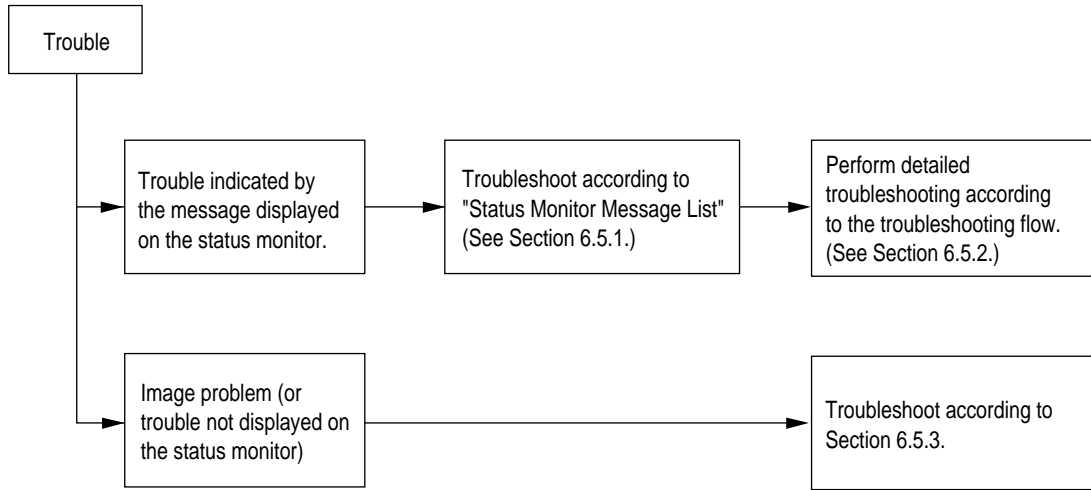 Trouble
Trouble indicated by
the message displayed
on the status monitor.
Troubleshoot according to
"Status Monitor Message List"
(See Section 6.5.1.)
Perform detailed
troubleshooting according
to the troubleshooting flow.
(See Section 6.5.2.)
Image problem (or
trouble not displayed on
the status monitor)
Troubleshoot according to
Section 6.5.3.